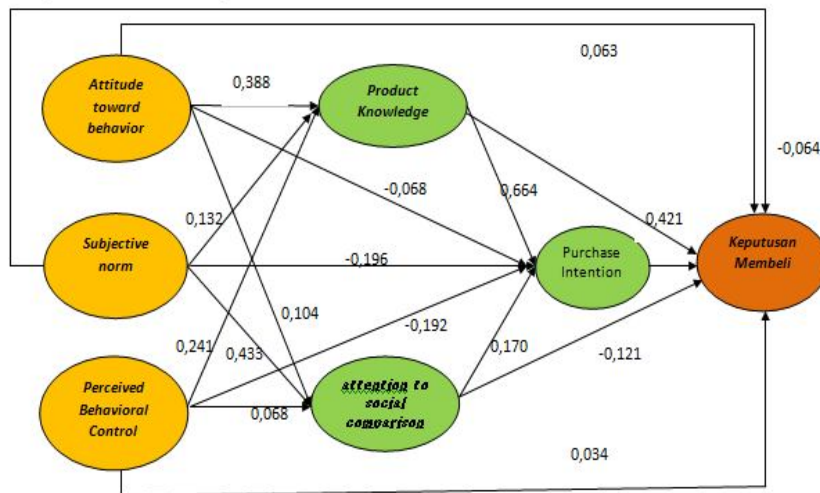 0,063
Attitude
toward
behavior
0,388
Product
Knowledge
-0,064
-0,068
0,664
0,132
0,421
Subjective
norm
-0,196
Purchase
Intention
Keputusan
Membeli
0,104
-0,192
0,241
0,433
0,170
-0,121
Perceived
Behavioral
Control
0,068
attention to
social
comparison
0,034